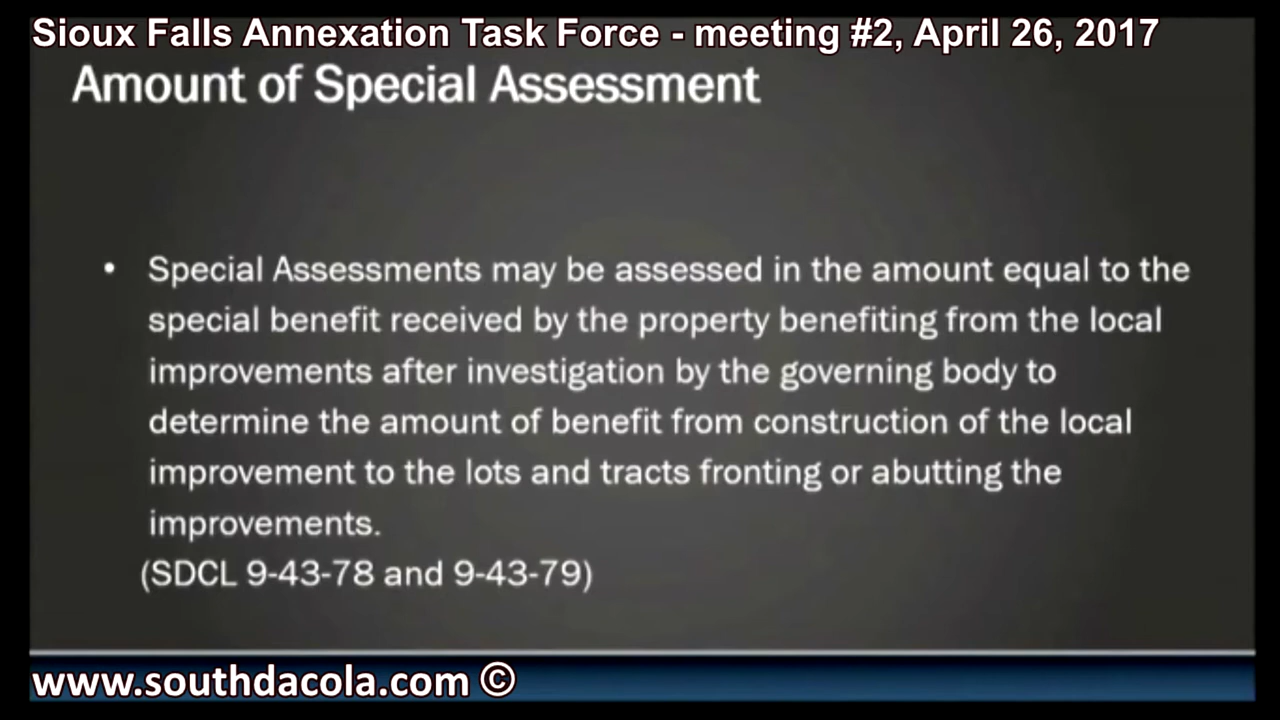 Sioux Falls Annexation Task Force - meeting #2, April 26, 2017
Amount of Special Assessment
• Special Assessments may be assessed in the amount equal to the
special benefit received by the property benefiting from the local
improvements after investigation by the governing body to
determine the amount of benefit from construction of the local
improvement to the lots and tracts fronting or abutting the
improvements.
(SDCL 9-43-78 and 9-43-79)
www.southdacola.com ©